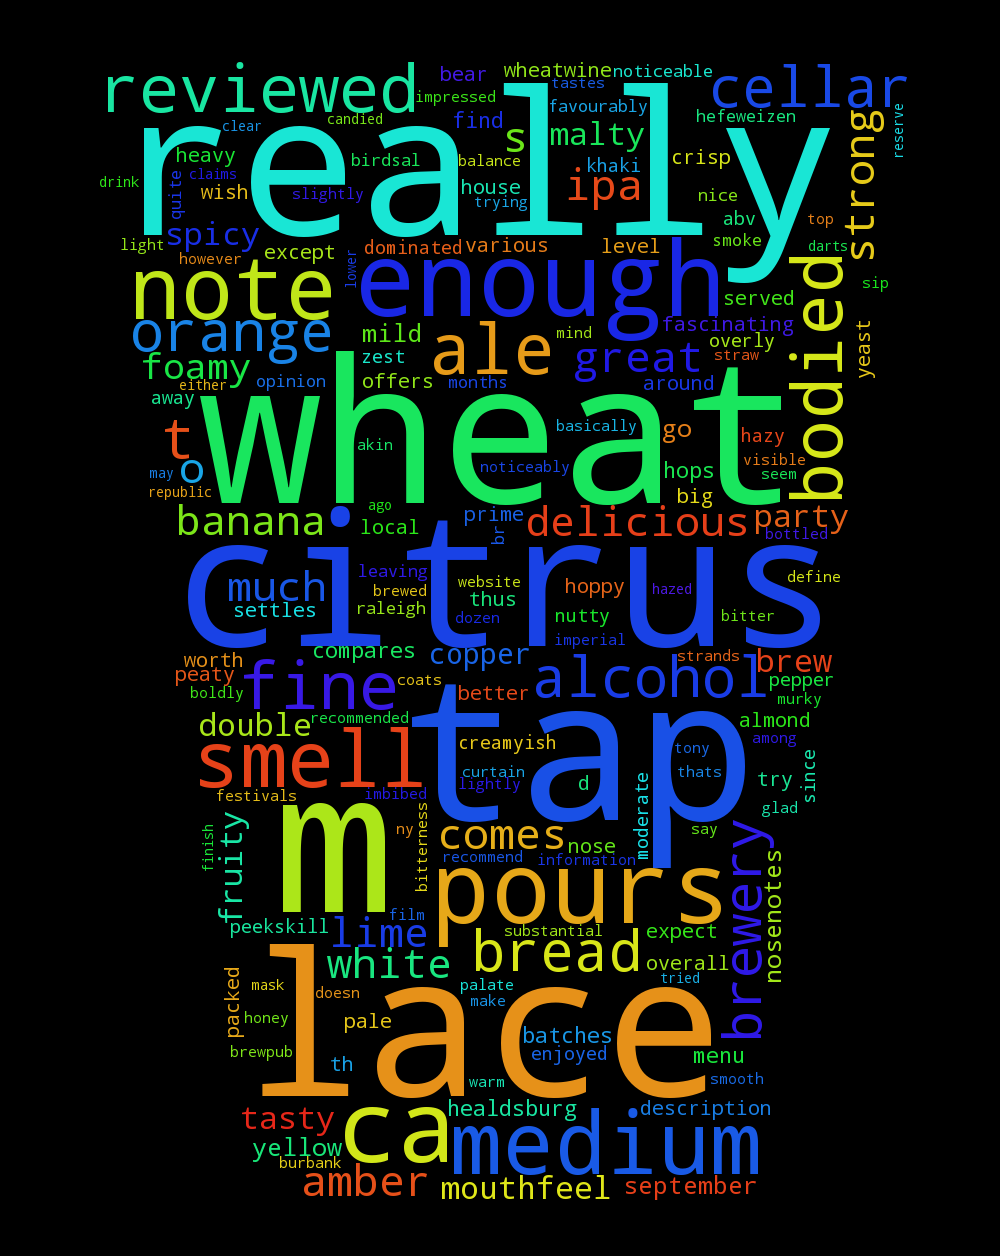 reviewed
bear
wheatwine
noticeable
cellar
impressed
tastes
favourably
really
clear
candied
find
s
malty
hefeweizen
strong
reserve
heavy
claims
birdsal
balance
khaki
crisp
drink
quite
wish
slightly
house
trying
ipa
nice
abv
top
light
spicy
however
except
lower
dominated
various
level
smoke
darts
note
enough
served
bodied
sip
orange
mild
ale
mind
fascinating
overly
yeast
foamy
zest
great
straw
either
opinion
offers
months
around
away
wheat
t
akin
basically
go
hazy
o
may
noticeably
hops
visible
seem
republic
ago
big
banana
local
prime
br
delicious
party
bottled
citrus
much
leaving
brewed
website
hoppy
hazed
define
settles
raleigh
thus
dozen
nutty
bitter
imperial
worth
compares
copper
strands
brew
peaty
fine
coats
better
alcohol
pepper
boldly
murky
double
recommended
tap
almond
smell
creamyish
tony
among
curtain
thats
since
lightly
d
moderate
try
festivals
imbibed
glad
m
bitterness
ny
comes
say
finish
fruity
nose
recommend
information
brewery
nosenotes
pours
peekskill
film
lime
substantial
expect
white
bread
overall
packed
mask
doesn
lace
palate
tried
make
honey
pale
brewpub
th
batches
enjoyed
menu
warm
smooth
tasty
ca
healdsburg
description
yellow
medium
burbank
amber
mouthfeel
september